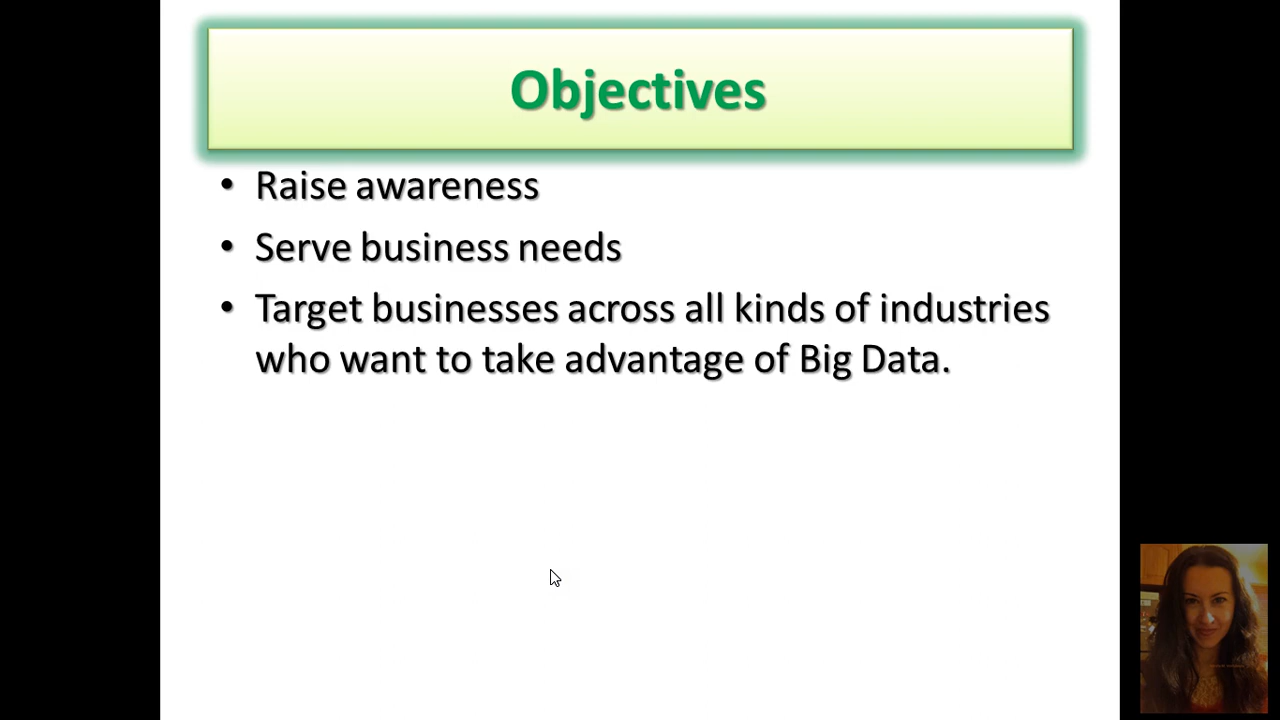 Objectives
• Raise awareness
• Serve business needs
• Target businesses across all kinds of industries
who want to take advantage of Big Data.